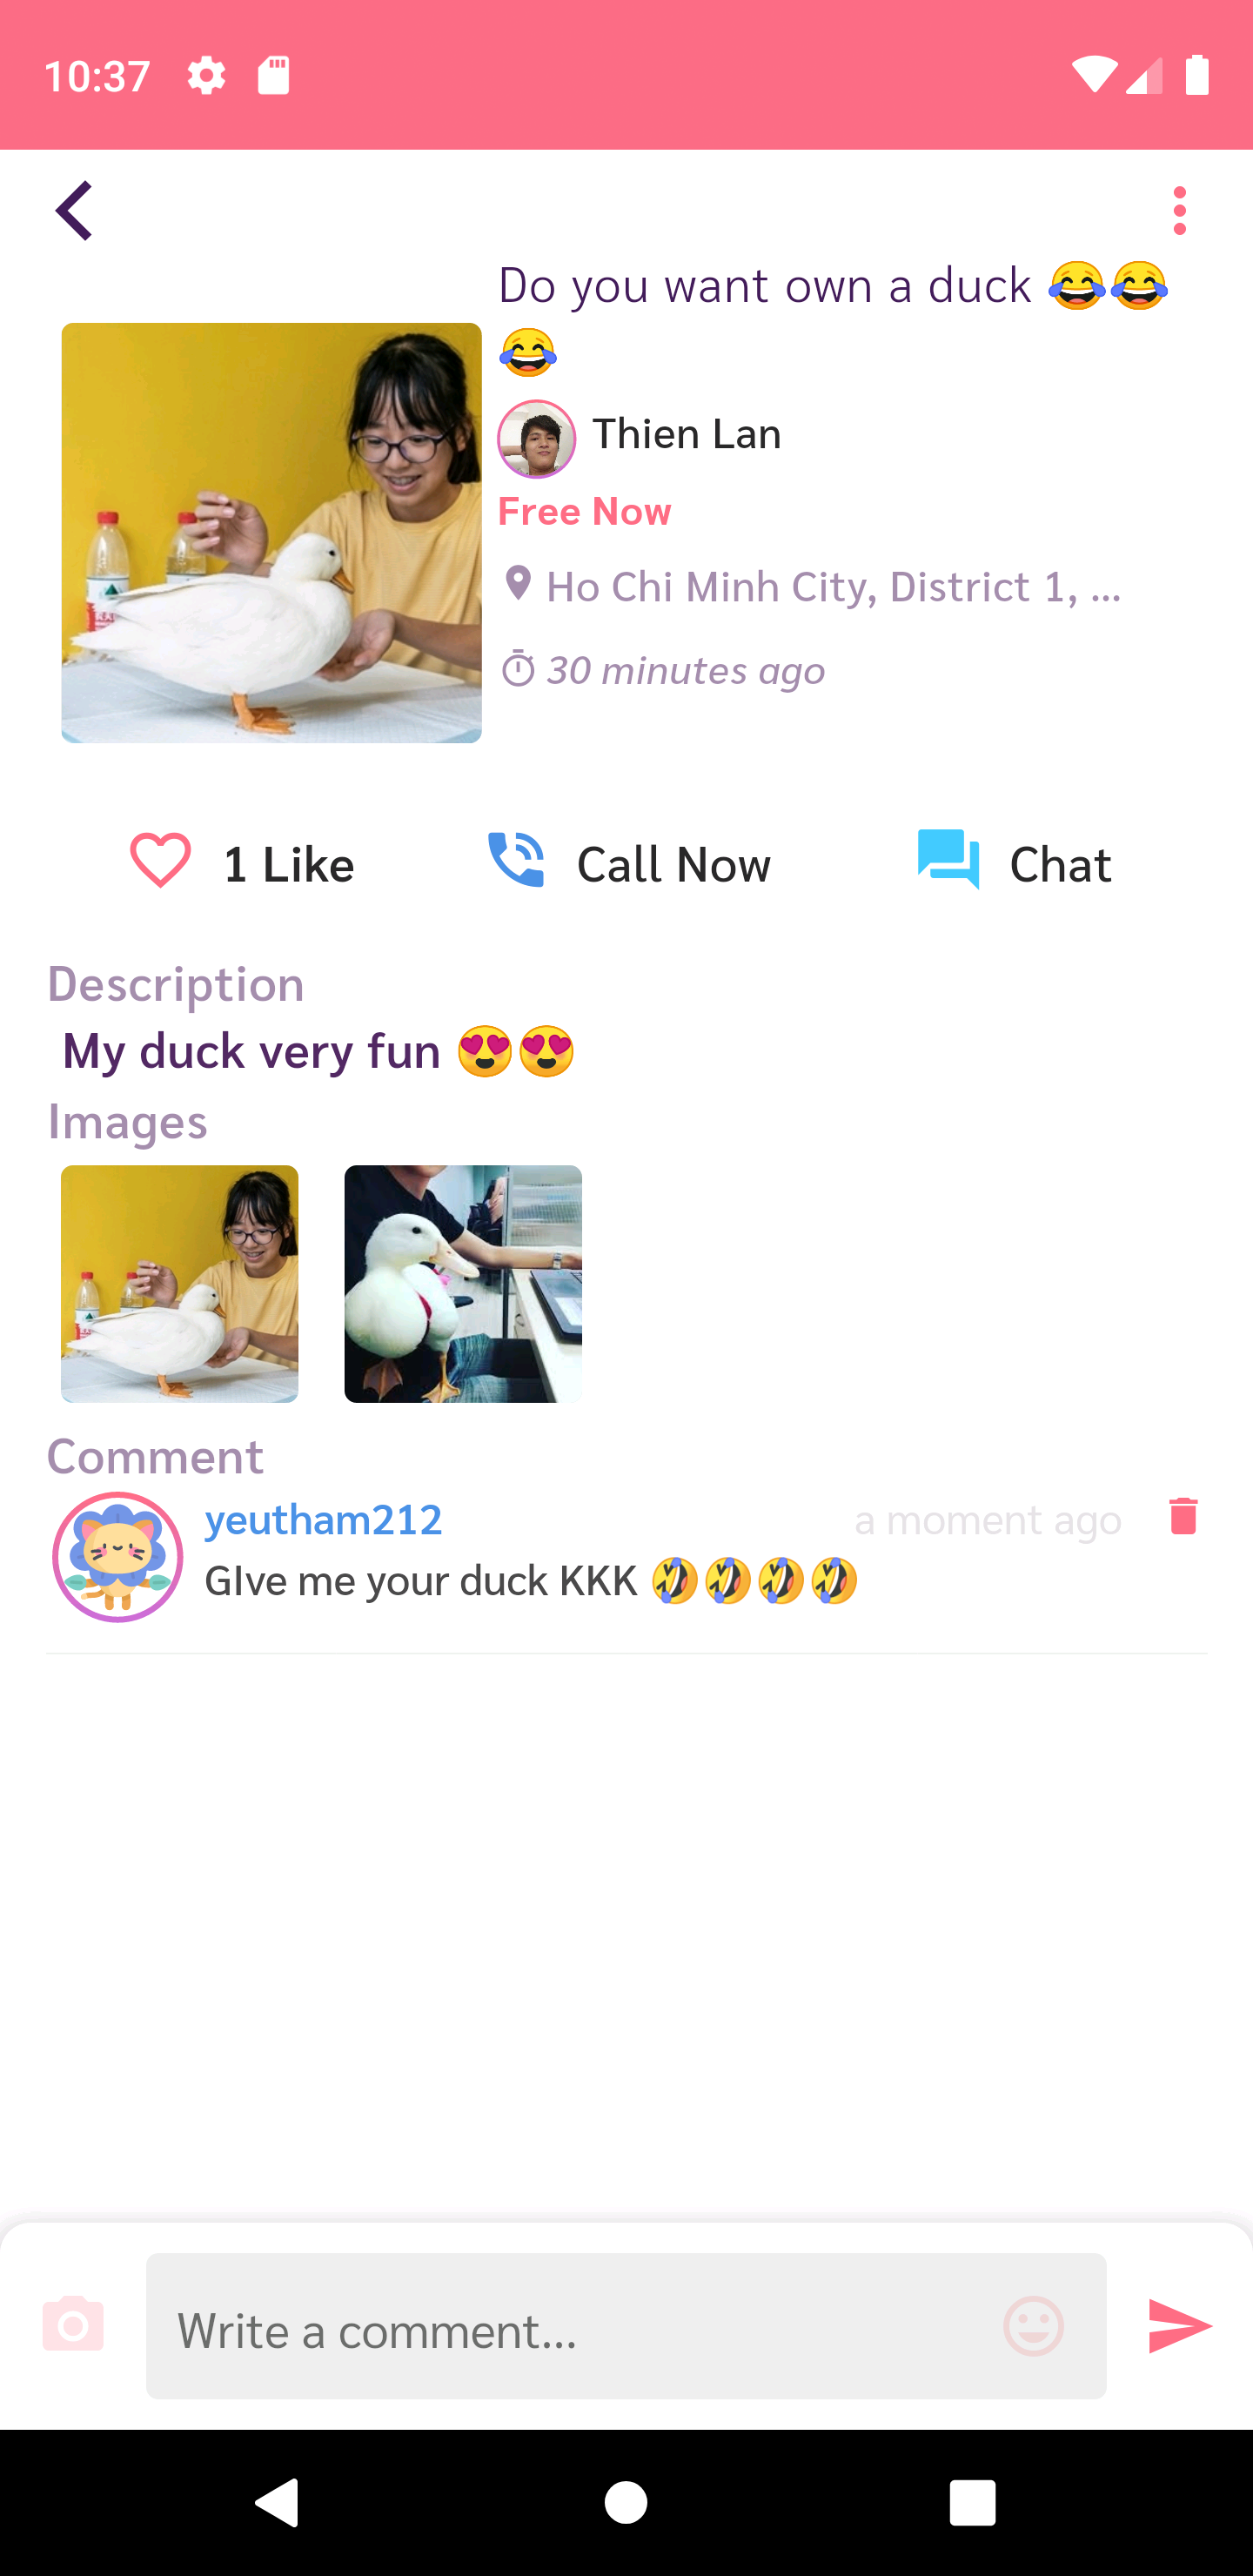 10:37
Do you want own a duck 😂😂
😂
Thien Lan
Free Now
Ho Chi Minh City, District 1, ...
30 minutes ago
1 Like
Call Now
Chat
Description
My duck very fun 😍😍
Images
Comment
yeutham212
a moment ago
GIve me your duck KKK 🤣🤣🤣🤣
Write a comment...